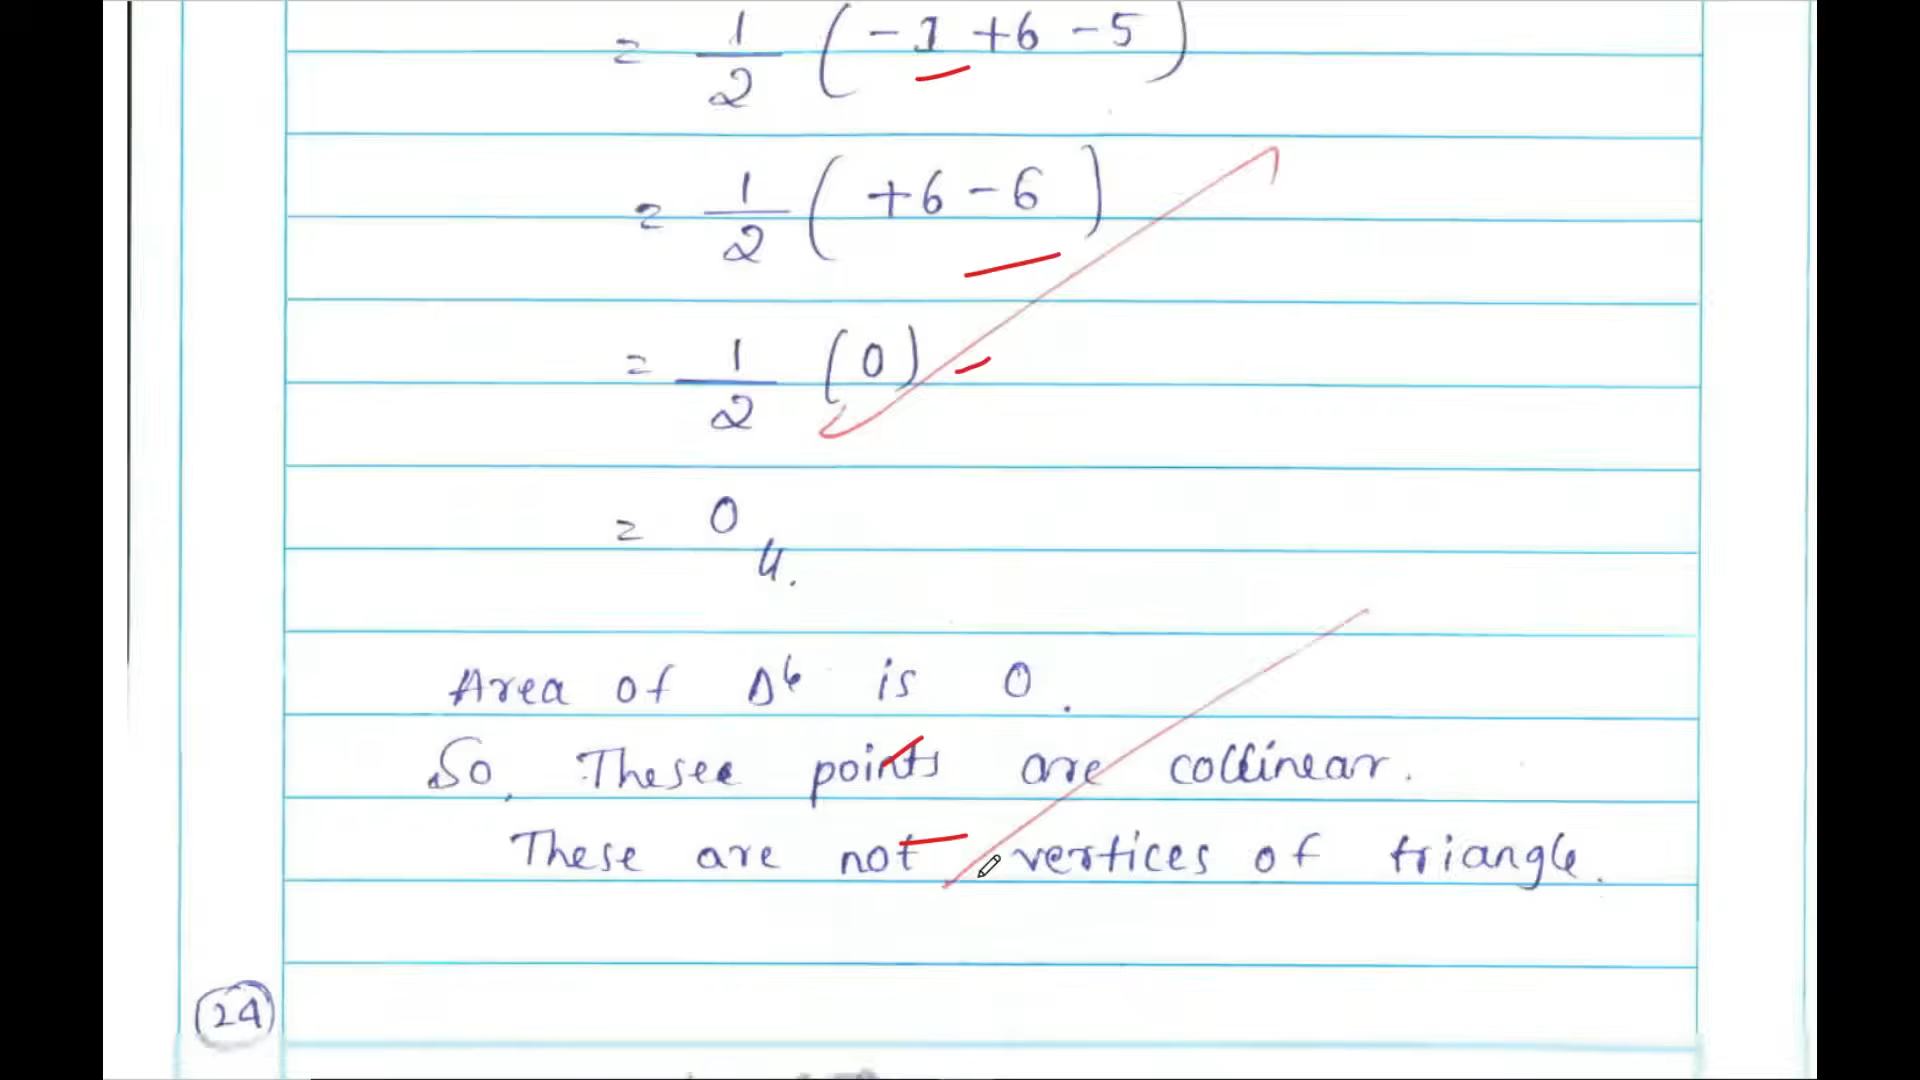 = 1/2 ( -1 +6 -5 )
= 1/2 ( +6 - 6 )
= 1/2 (0)
= 0
Area of Δle is 0.
So, These points are collinear.
These are not vertices of triangle.
24